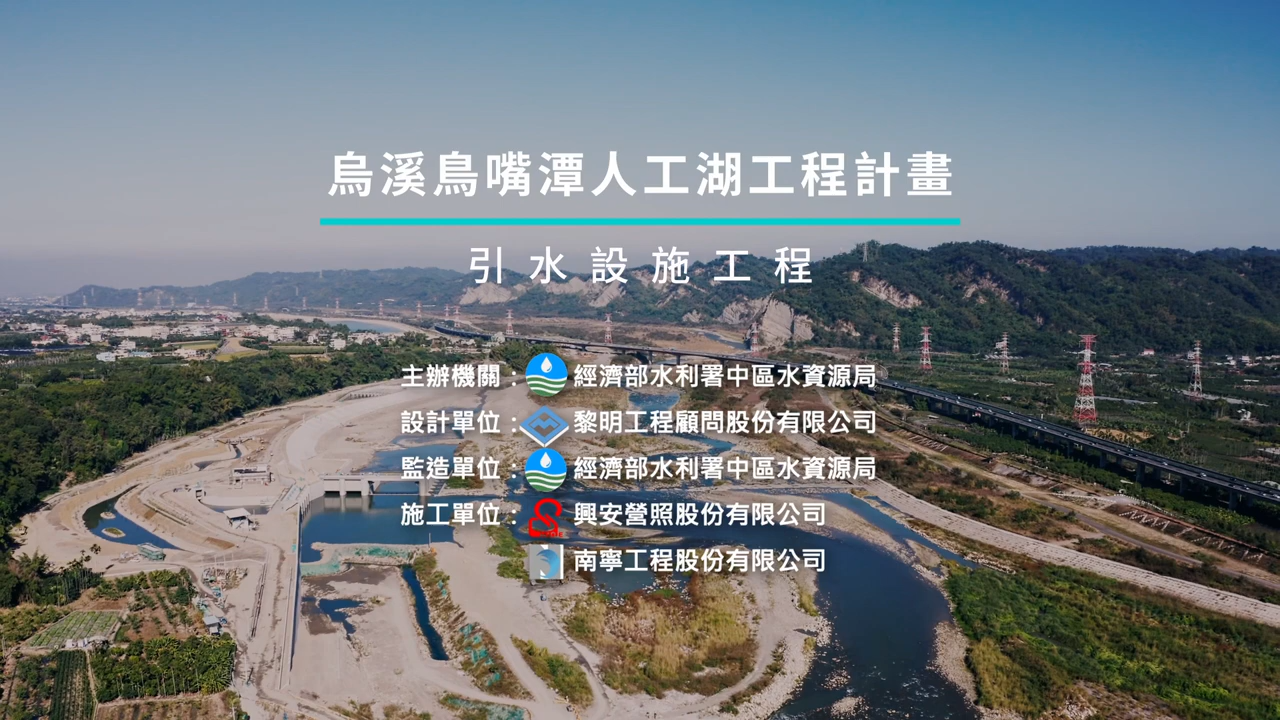 烏溪鳥嘴潭人工湖工程計畫
引水設施工程
主辦機關：經濟部水利署中區水資源局
設計單位：黎明工程顧問股份有限公司
監造單位：經濟部水利署中區水資源局
施工單位：興安營照股份有限公司
南寧工程股份有限公司